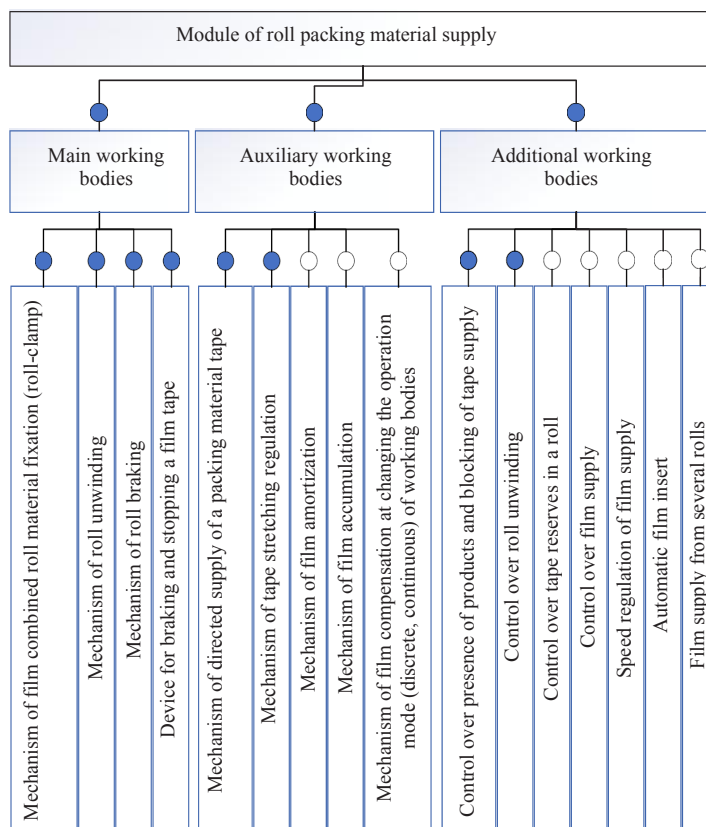 Module of roll packing material supply
Main working
bodies
Auxiliary working
bodies
Additional working
bodies
Mechanism of film combined roll material fixation (roll-clamp)
Mechanism of roll unwinding
Mechanism of roll braking
Device for braking and stopping a film tape
Mechanism of directed supply of a packing material tape
Mechanism of tape stretching regulation
Mechanism of film amortization
Mechanism of film accumulation
Mechanism of film compensation at changing the operation
mode (discrete, continuous) of working bodies
Control over presence of products and blocking of tape supply
Control over roll unwinding
Control over tape reserves in a roll
Control over film supply
Speed regulation of film supply
Automatic film insert
Film supply from several rolls